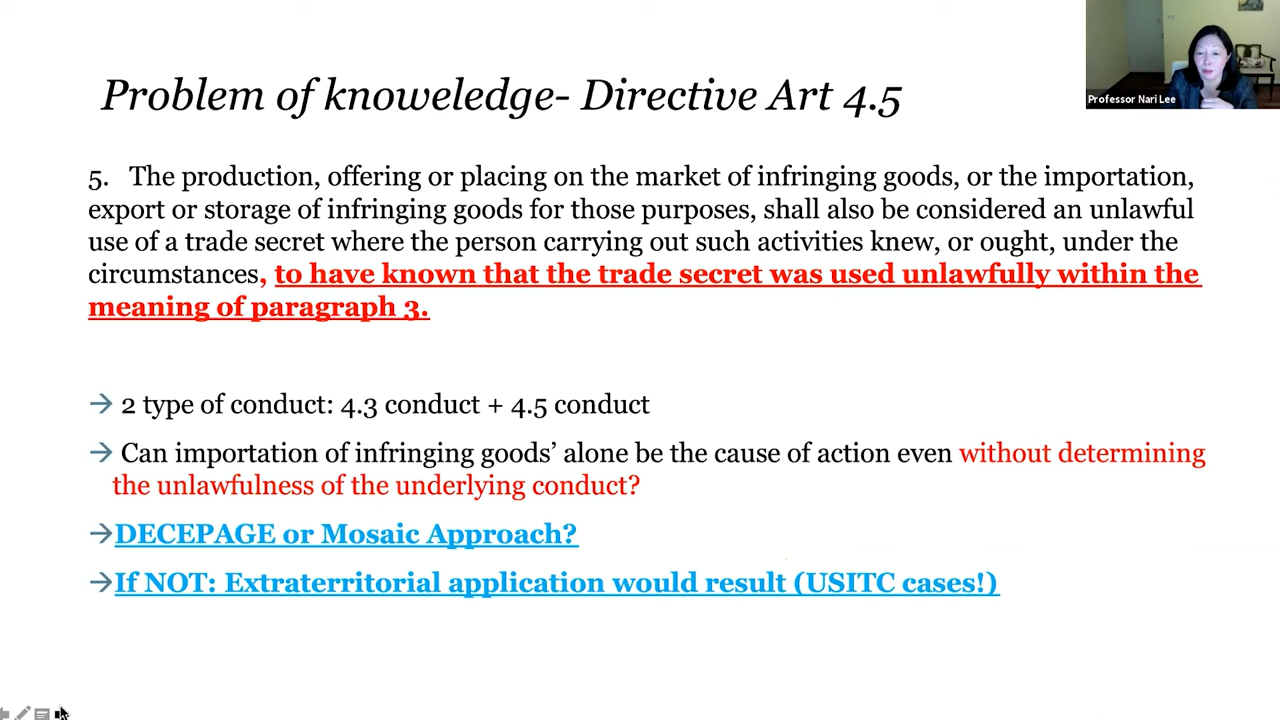 Problem of knoweledge- Directive Art 4.5
Professor Nari Lee
5. The production, offering or placing on the market of infringing goods, or the importation,
export or storage of infringing goods for those purposes, shall also be considered an unlawful
use of a trade secret where the person carrying out such activities knew, or ought, under the
circumstances, to have known that the trade secret was used unlawfully within the
meaning of paragraph 3.
→ 2 type of conduct: 4.3 conduct + 4.5 conduct
→ Can importation of infringing goods’ alone be the cause of action even without determining
the unlawfulness of the underlying conduct?
→DECEPAGE or Mosaic Approach?
→If NOT: Extraterritorial application would result (USITC cases!)